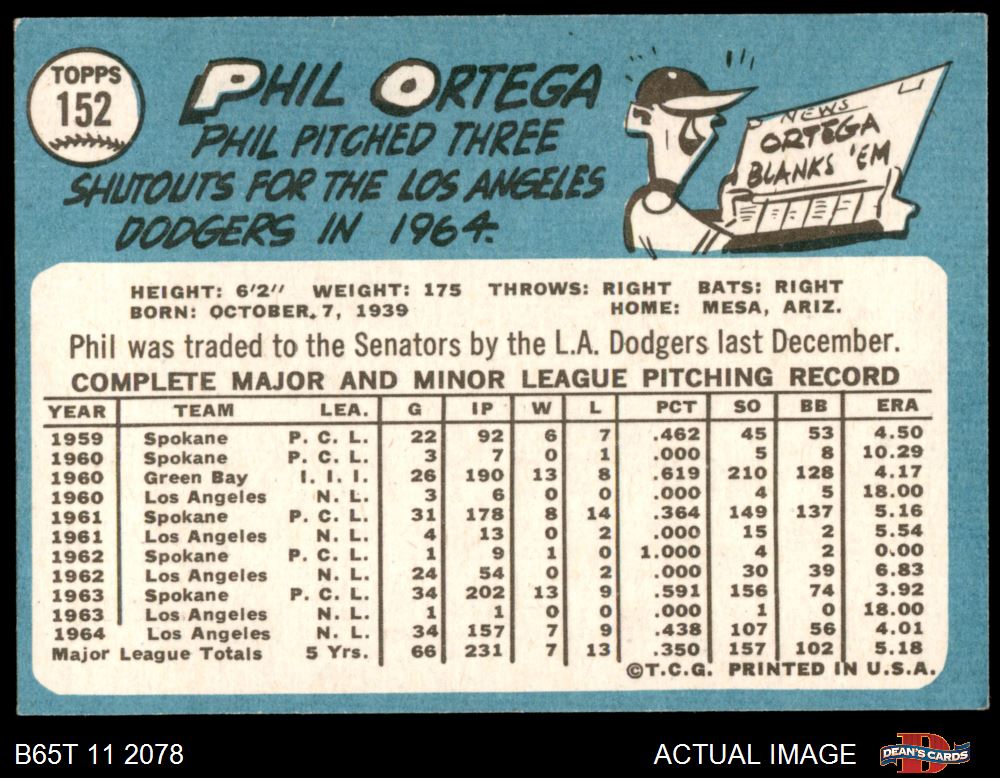 TOPPS
152
PHIL ORTEGA
PHIL PITCHED THREE
SHUTOUTS FOR THE LOS ANGELES
DODGERS IN 1964.
NEWS
ORTEGA
BLANKS 'EM
HEIGHT: 6'2" WEIGHT: 175 THROWS: RIGHT BATS: RIGHT
BORN: OCTOBER 7, 1939 HOME: MESA, ARIZ.
Phil was traded to the Senators by the L.A. Dodgers last December.
COMPLETE MAJOR AND MINOR LEAGUE PITCHING RECORD
YEAR TEAM LEA. G IP W L PCT SO BB ERA
1959 Spokane P. C. L. 22 92 6 7 .462 45 53 4.50
1960 Spokane P. C. L. 3 7 0 1 .000 5 8 10.29
1960 Green Bay I. I. I. 26 190 13 8 .619 210 128 4.17
1960 Los Angeles N. L. 3 6 0 0 .000 4 5 18.00
1961 Spokane P. C. L. 31 178 8 14 .364 149 137 5.16
1961 Los Angeles N. L. 4 13 0 2 .000 15 2 5.54
1962 Spokane P. C. L. 1 9 1 0 1.000 4 2 0.00
1962 Los Angeles N. L. 24 54 0 2 .000 30 39 6.83
1963 Spokane P. C. L. 34 202 13 9 .591 156 74 3.92
1963 Los Angeles N. L. 1 1 0 0 .000 1 0 18.00
1964 Los Angeles N. L. 34 157 7 9 .438 107 56 4.01
Major League Totals 5 Yrs. 66 231 7 13 .350 157 102 5.18
©T.C.G. PRINTED IN U.S.A.
B65T 11 2078 ACTUAL IMAGE DEAN'S CARDS